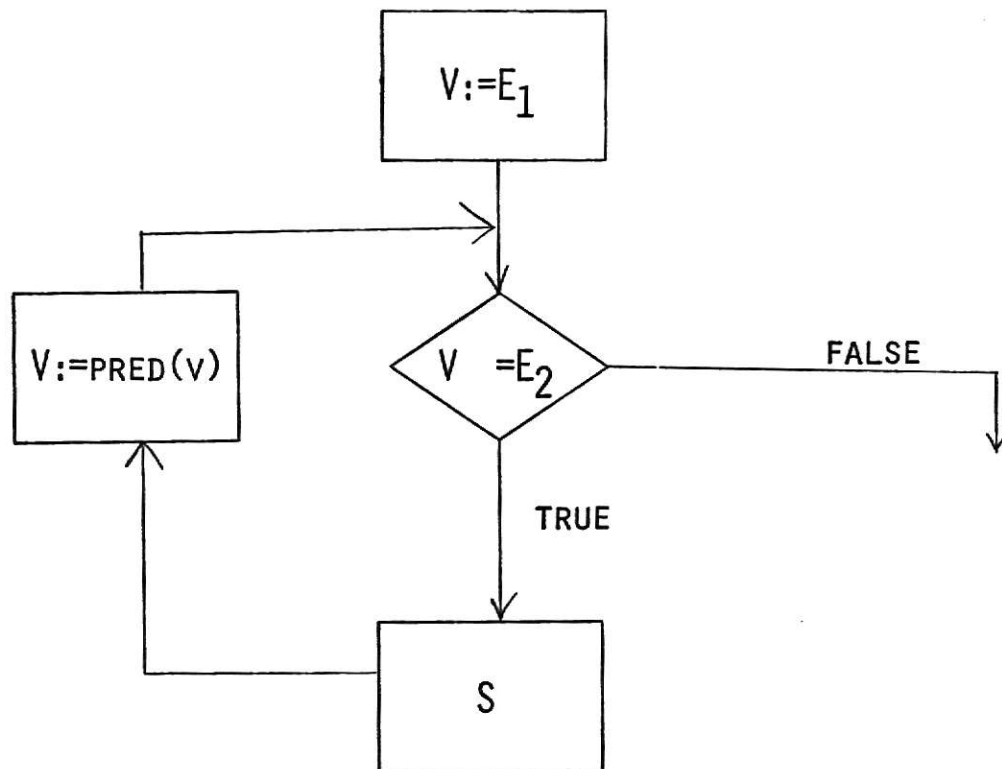 V:=E₁
V:=PRED(V)
V =E₂
FALSE
TRUE
S